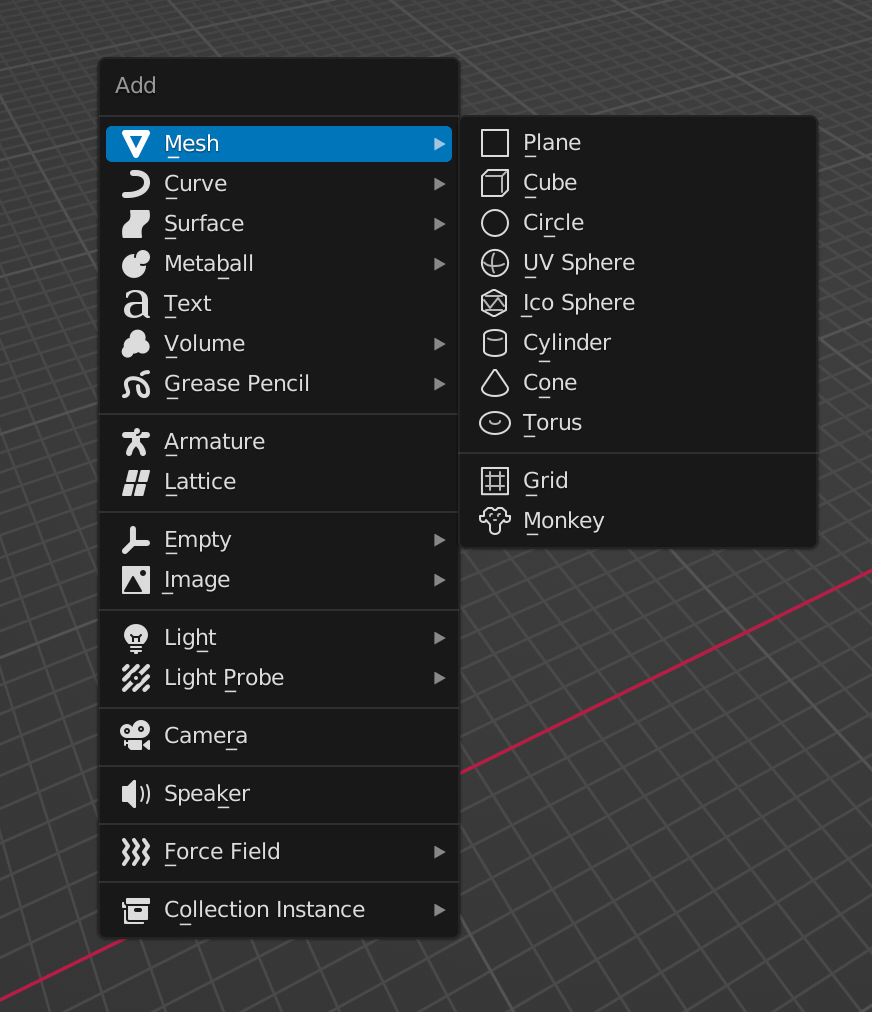 Add
Mesh
Curve
Surface
Metaball
Text
Volume
Grease Pencil
Armature
Lattice
Empty
Image
Light
Light Probe
Camera
Speaker
Force Field
Collection Instance
Plane
Cube
Circle
UV Sphere
Ico Sphere
Cylinder
Cone
Torus
Grid
Monkey